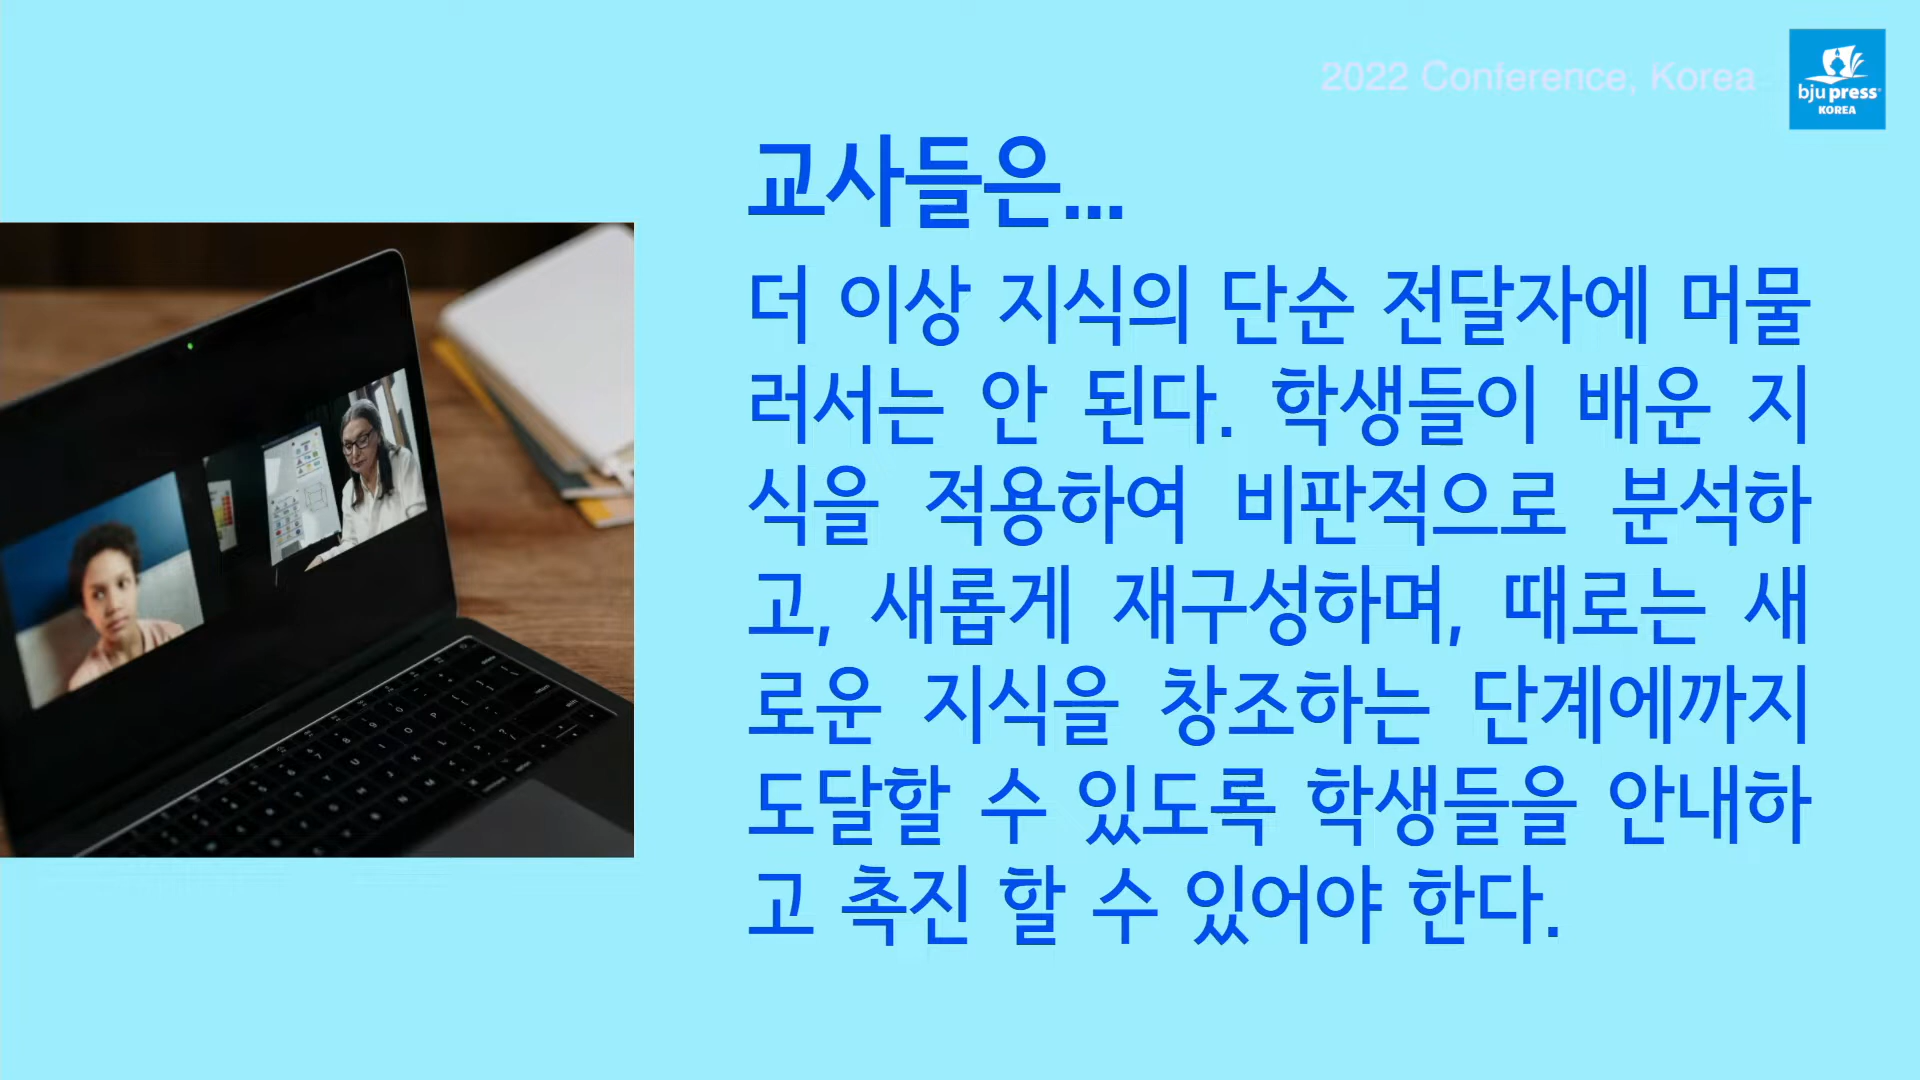 2022 Conference, Korea
bju press
KOREA
교사들은...
더 이상 지식의 단순 전달자에 머물
러서는 안 된다. 학생들이 배운 지
식을 적용하여 비판적으로 분석하
고, 새롭게 재구성하며, 때로는 새
로운 지식을 창조하는 단계에까지
도달할 수 있도록 학생들을 안내하
고 촉진 할 수 있어야 한다.